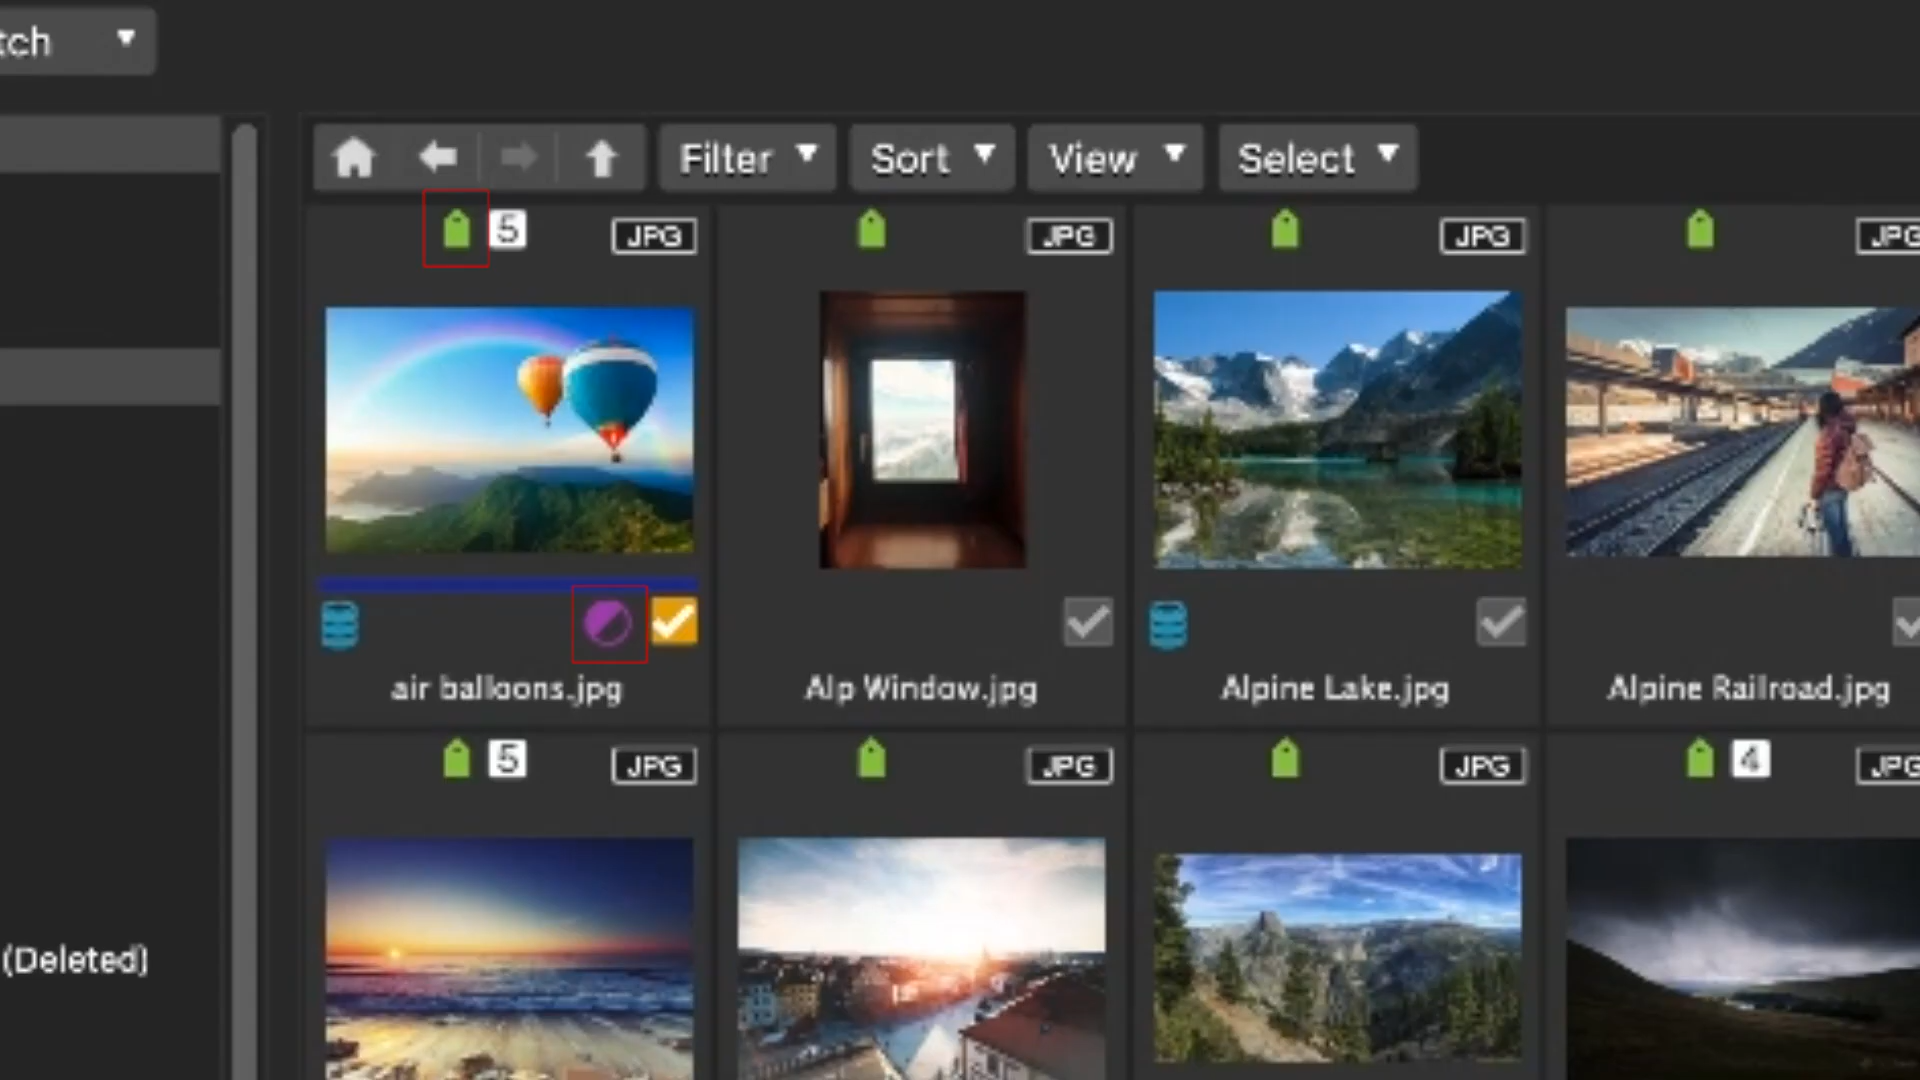 tch
Filter Sort View Select
5 JPG JPG JPG JPG
air balloons.jpg Alp Window.jpg Alpine Lake.jpg Alpine Railroad.jpg
5 JPG JPG JPG 4 JPG
(Deleted)